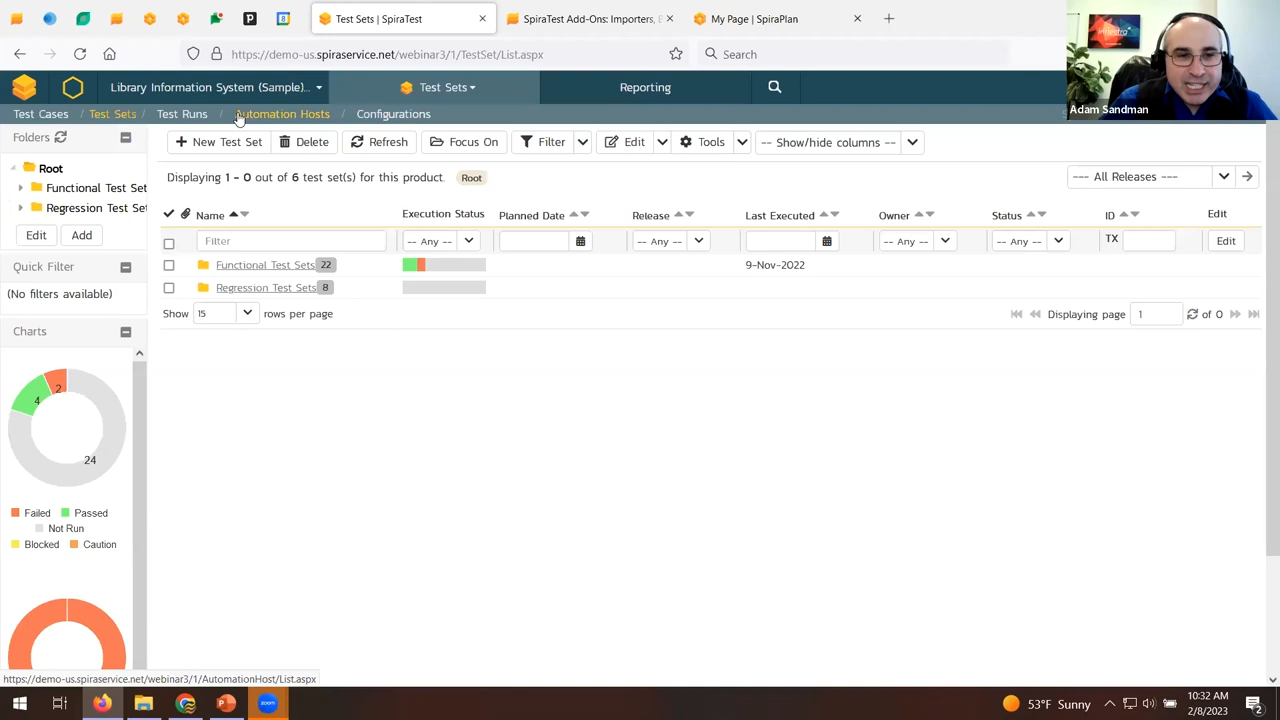 Test Sets | SpiraTest
SpiraTest Add-Ons: Importers, E
My Page | SpiraPlan
https://demo-us.spiraservice.net/webinar3/1/TestSet/List.aspx
Search
inflectra
Adam Sandman
Library Information System (Sample)...
Test Sets
Reporting
Test Cases / Test Sets / Test Runs / Automation Hosts / Configurations
Folders
Root
Functional Test Set
Regression Test Set
Edit
Add
Quick Filter
(No filters available)
Charts
2
4
24
Failed
Passed
Not Run
Blocked
Caution
New Test Set
Delete
Refresh
Focus On
Filter
Edit
Tools
-- Show/hide columns --
Displaying 1 - 0 out of 6 test set(s) for this product. Root
--- All Releases ---
Name
Execution Status
Planned Date
Release
Last Executed
Owner
Status
ID
Edit
Filter
-- Any --
-- Any --
-- Any --
-- Any --
TX
Edit
Functional Test Sets 22
9-Nov-2022
Regression Test Sets 8
Show 15 rows per page
Displaying page 1 of 0
https://demo-us.spiraservice.net/webinar3/1/AutomationHost/List.aspx
53°F Sunny
10:32 AM
2/8/2023
2